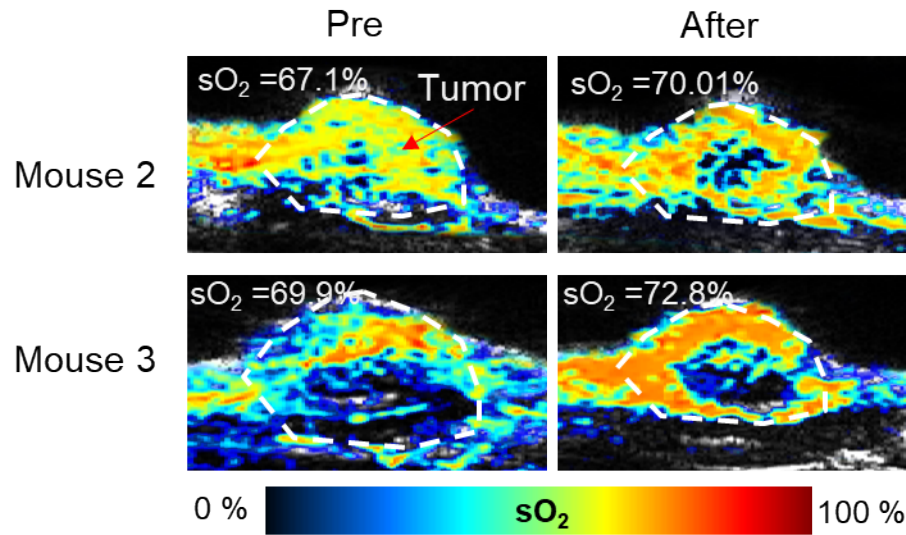 Pre
After
Mouse 2
sO₂ =67.1%
Tumor
sO₂ =70.01%
Mouse 3
sO₂ =69.9%
sO₂ =72.8%
0 %
sO₂
100 %